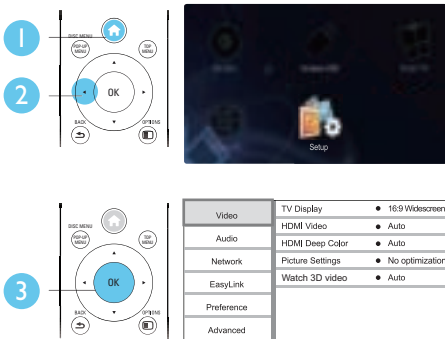 1
DISC MENU
POP-UP MENU
TOP MENU
2
OK
BACK
OPTIONS
Setup
DISC MENU
POP-UP MENU
TOP MENU
3
OK
BACK
OPTIONS
Video
Audio
Network
EasyLink
Preference
Advanced
TV Display ● 16:9 Widescreen
HDMI Video ● Auto
HDMI Deep Color ● Auto
Picture Settings ● No optimization
Watch 3D video ● Auto